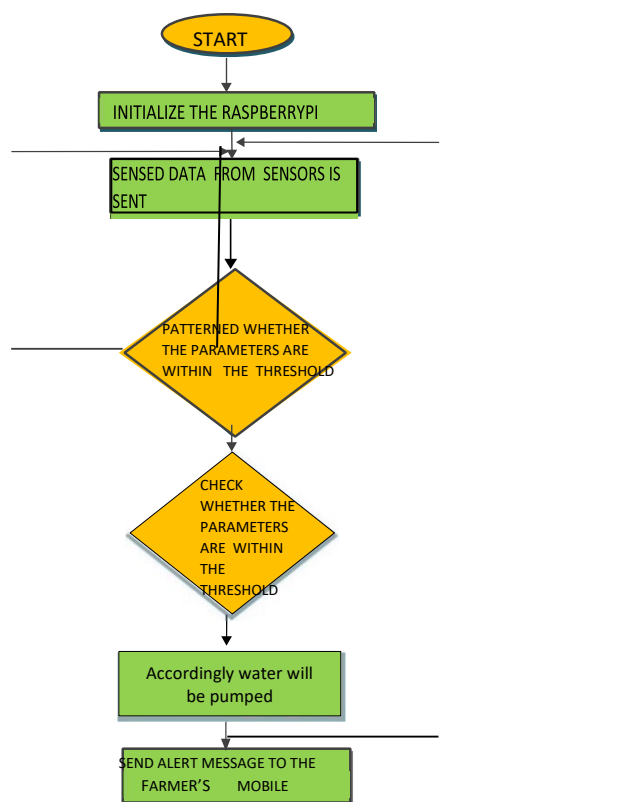 START
INITIALIZE THE RASPBERRYPI
SENSED DATA FROM SENSORS IS
SENT
PATTERNED WHETHER
THE PARAMETERS ARE
WITHIN THE THRESHOLD
CHECK
WHETHER THE
PARAMETERS
ARE WITHIN
THE
THRESHOLD
Accordingly water will
be pumped
SEND ALERT MESSAGE TO THE
FARMER'S MOBILE